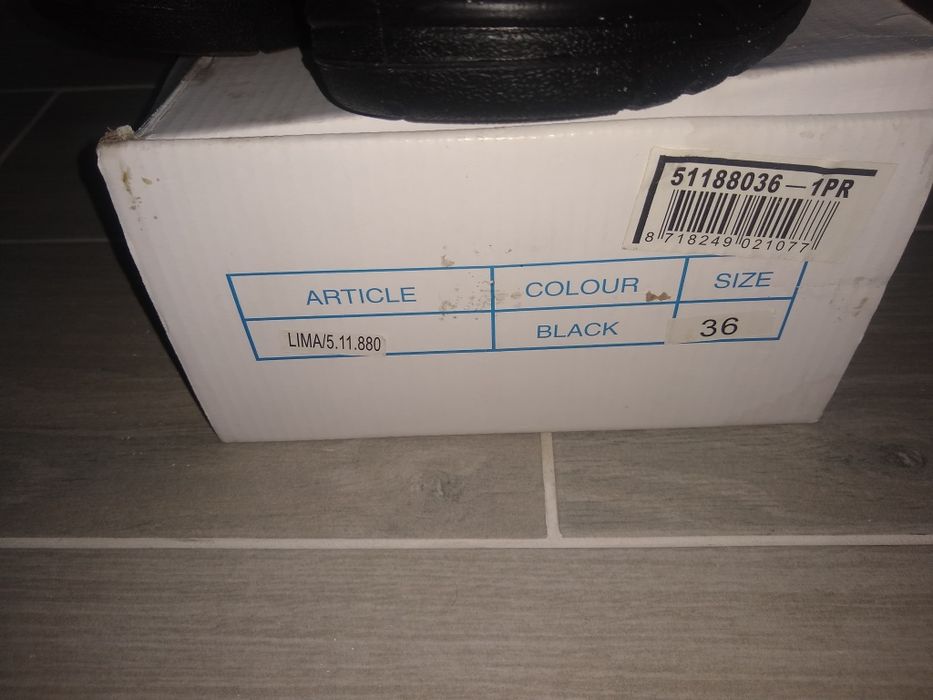 51188036—1PR
8 718249 021077
ARTICLE COLOUR SIZE
LIMA/5.11.880 BLACK 36